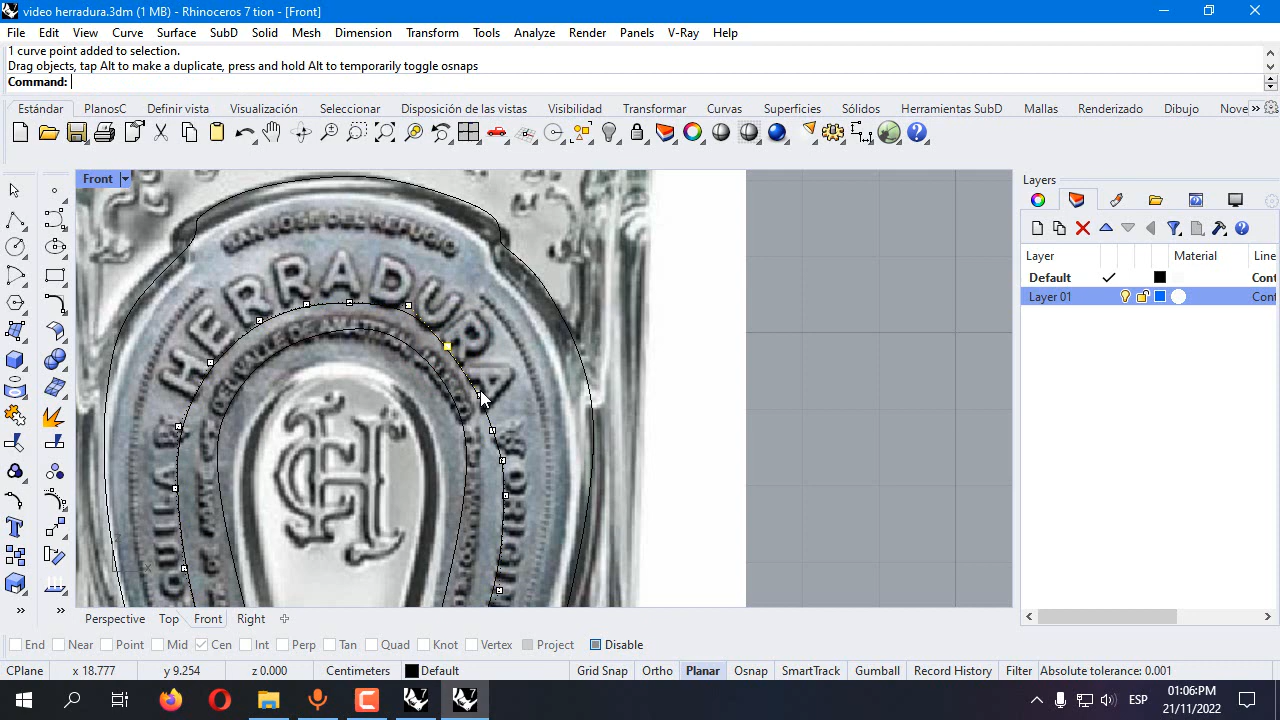 video herradura.3dm (1 MB) - Rhinoceros 7 tion - [Front]
File Edit View Curve Surface SubD Solid Mesh Dimension Transform Tools Analyze Render Panels V-Ray Help
1 curve point added to selection.
Drag objects, tap Alt to make a duplicate, press and hold Alt to temporarily toggle osnaps
Command:
Estándar PlanosC Definir vista Visualización Seleccionar Disposición de las vistas Visibilidad Transformar Curvas Superficies Sólidos Herramientas SubD Mallas Renderizado Dibujo Nove
Front
SAN JOSE DEL REFUGIO
HERRADURA
Layers
Layer Material Line
Default Cont
Layer 01 Cont
Perspective Top Front Right
End Near Point Mid Cen Int Perp Tan Quad Knot Vertex Project Disable
CPlane x 18.777 y 9.254 z 0.000 Centimeters Default Grid Snap Ortho Planar Osnap SmartTrack Gumball Record History Filter Absolute tolerance: 0.001
ESP 01:06:PM
21/11/2022